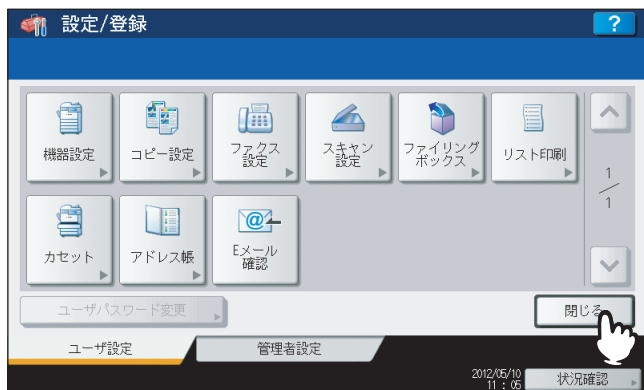 設定/登録
?
機器設定
コピー設定
ファクス
設定
スキャン
設定
ファイリング
ボックス
リスト印刷
1
1
カセット
アドレス帳
@
Eメール
確認
ユーザパスワード変更
閉じる
ユーザ設定
管理者設定
2012/05/10
11 : 05
状況確認